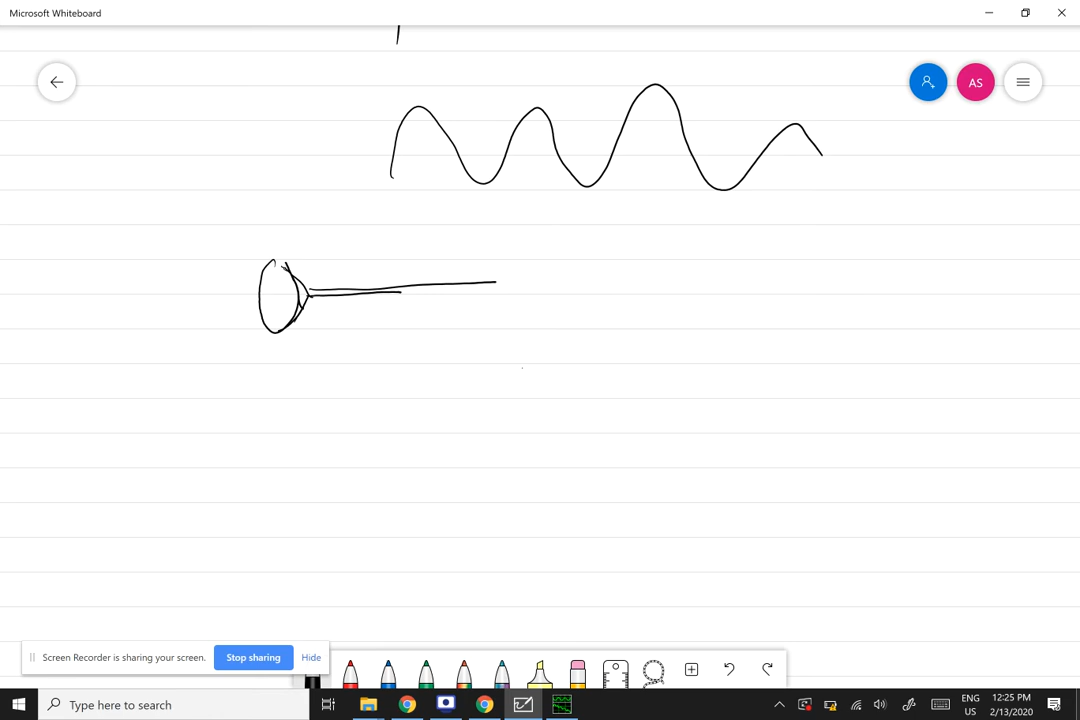 Microsoft Whiteboard
AS
Screen Recorder is sharing your screen.
Stop sharing
Hide
Type here to search
ENG
US
12:25 PM
2/13/2020